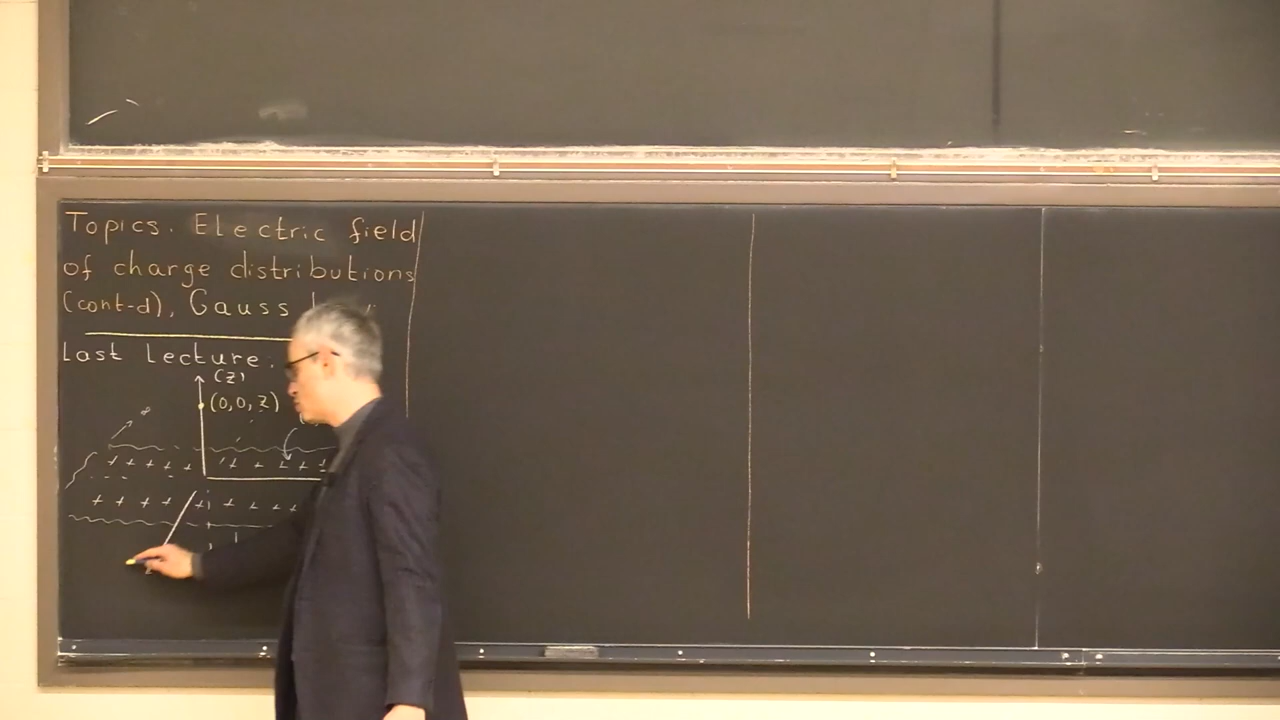 Topics. Electric field
of charge distributions
(cont-d), Gauss
Last Lecture:
(z)
(0,0,z)
∞
+ + + + + + + + + +
+ + + + + + + +